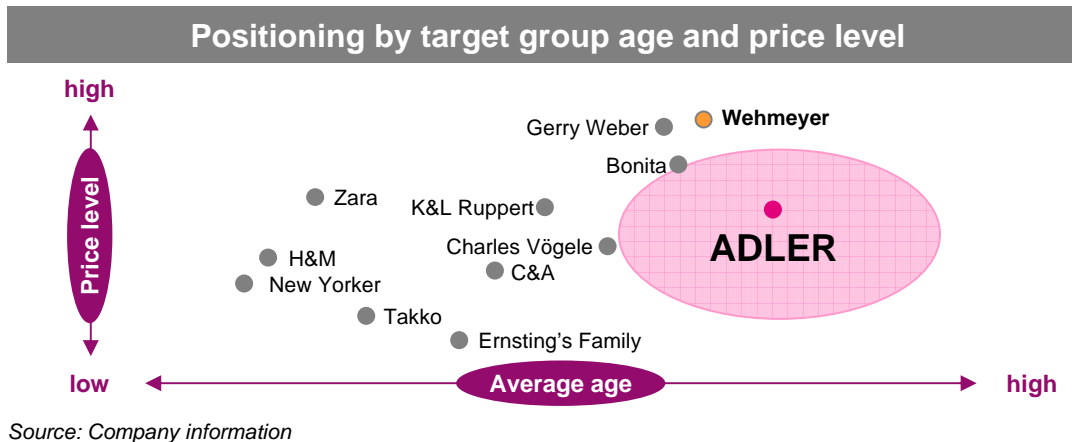 Positioning by target group age and price level
high
Gerry Weber
Wehmeyer
Bonita
Zara
K&L Ruppert
Price level
Charles Vögele
ADLER
H&M
C&A
New Yorker
Takko
Ernsting's Family
low
Average age
high
Source: Company information